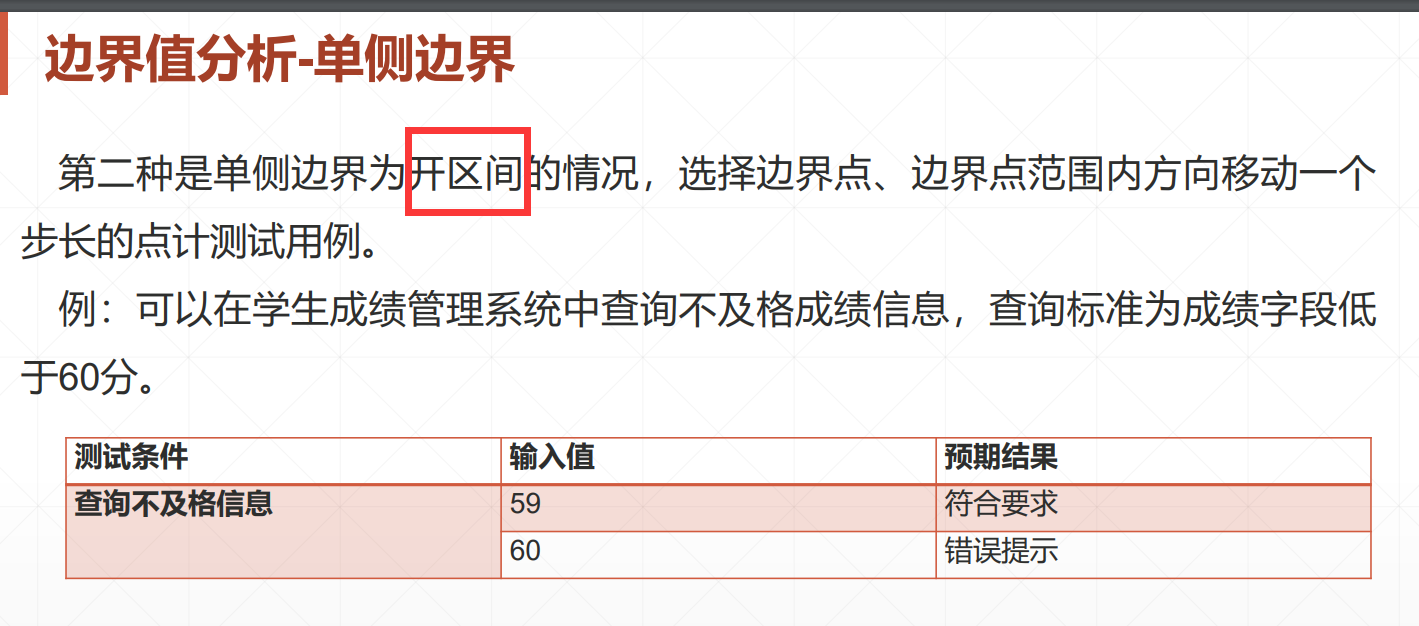 边界值分析-单侧边界
第二种是单侧边界为开区间的情况，选择边界点、边界点范围内方向移动一个
步长的点计测试用例。
例：可以在学生成绩管理系统中查询不及格成绩信息，查询标准为成绩字段低
于60分。
测试条件 输入值 预期结果
查询不及格信息 59 符合要求
60 错误提示